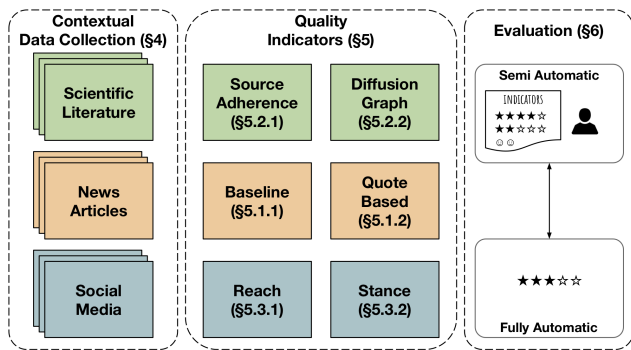 Contextual
Data Collection (§4)
Scientific
Literature
News
Articles
Social
Media
Quality
Indicators (§5)
Source
Adherence
(§5.2.1)
Diffusion
Graph
(§5.2.2)
Baseline
(§5.1.1)
Quote
Based
(§5.1.2)
Reach
(§5.3.1)
Stance
(§5.3.2)
Evaluation (§6)
Semi Automatic
INDICATORS
★★★★☆
★★☆☆☆
☺☺
★★★☆☆
Fully Automatic